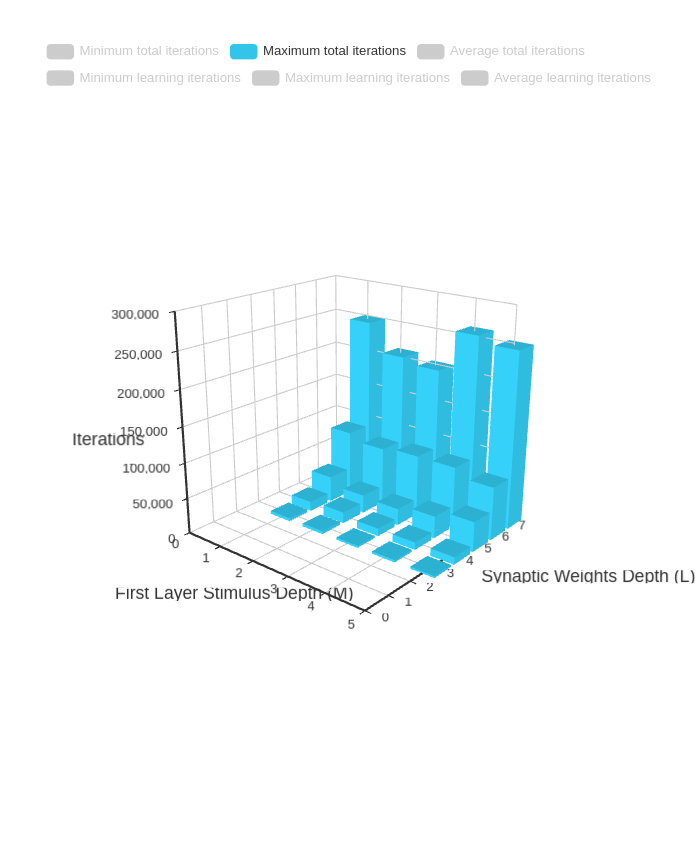 Minimum total iterations Maximum total iterations Average total iterations
Minimum learning iterations Maximum learning iterations Average learning iterations
300,000
250,000
200,000
150,000
Iterations
100,000
50,000
0
0 1 2 3 4 5
First Layer Stimulus Depth (M)
0 1 2 3 4 5 6 7
Synaptic Weights Depth (L)